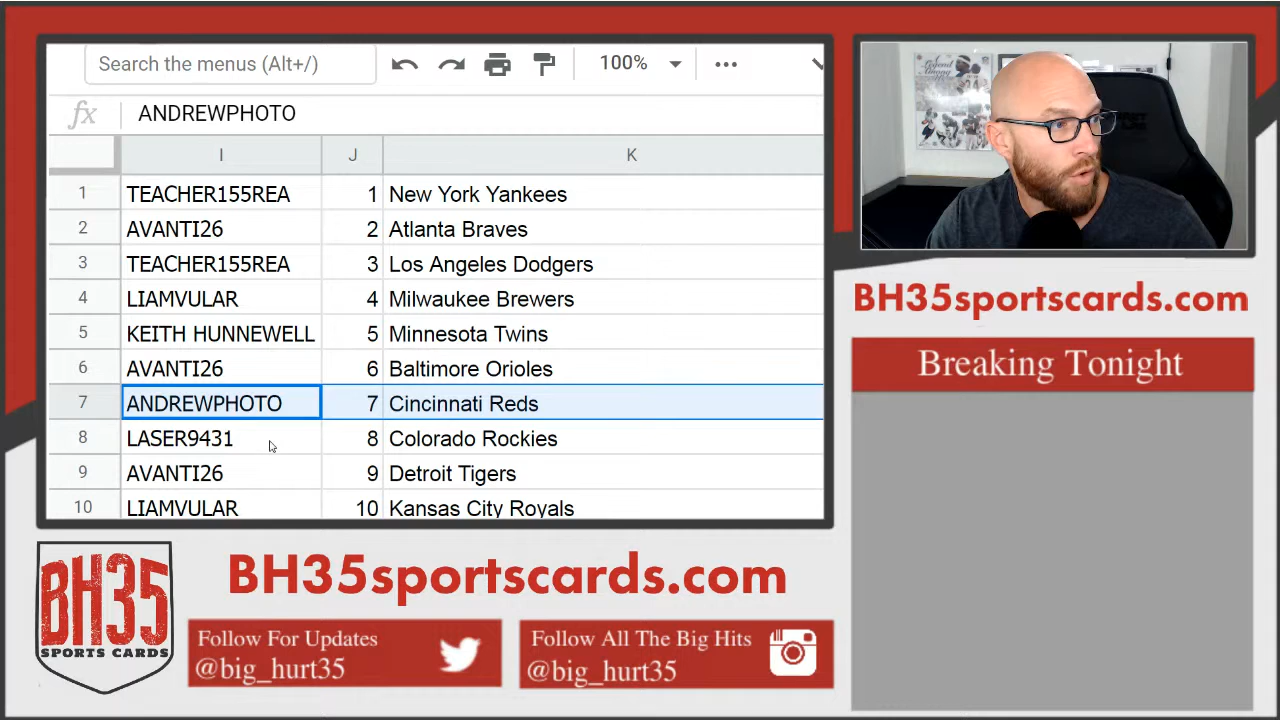 Search the menus (Alt+/)
100%
fx ANDREWPHOTO
I J K
1 TEACHER155REA 1 New York Yankees
2 AVANTI26 2 Atlanta Braves
3 TEACHER155REA 3 Los Angeles Dodgers
4 LIAMVULAR 4 Milwaukee Brewers
5 KEITH HUNNEWELL 5 Minnesota Twins
6 AVANTI26 6 Baltimore Orioles
7 ANDREWPHOTO 7 Cincinnati Reds
8 LASER9431 8 Colorado Rockies
9 AVANTI26 9 Detroit Tigers
10 LIAMVULAR 10 Kansas City Royals
Legend
Among
BH35sportscards.com
Breaking Tonight
BH35
SPORTS CARDS
BH35sportscards.com
Follow For Updates
@big_hurt35
Follow All The Big Hits
@big_hurt35